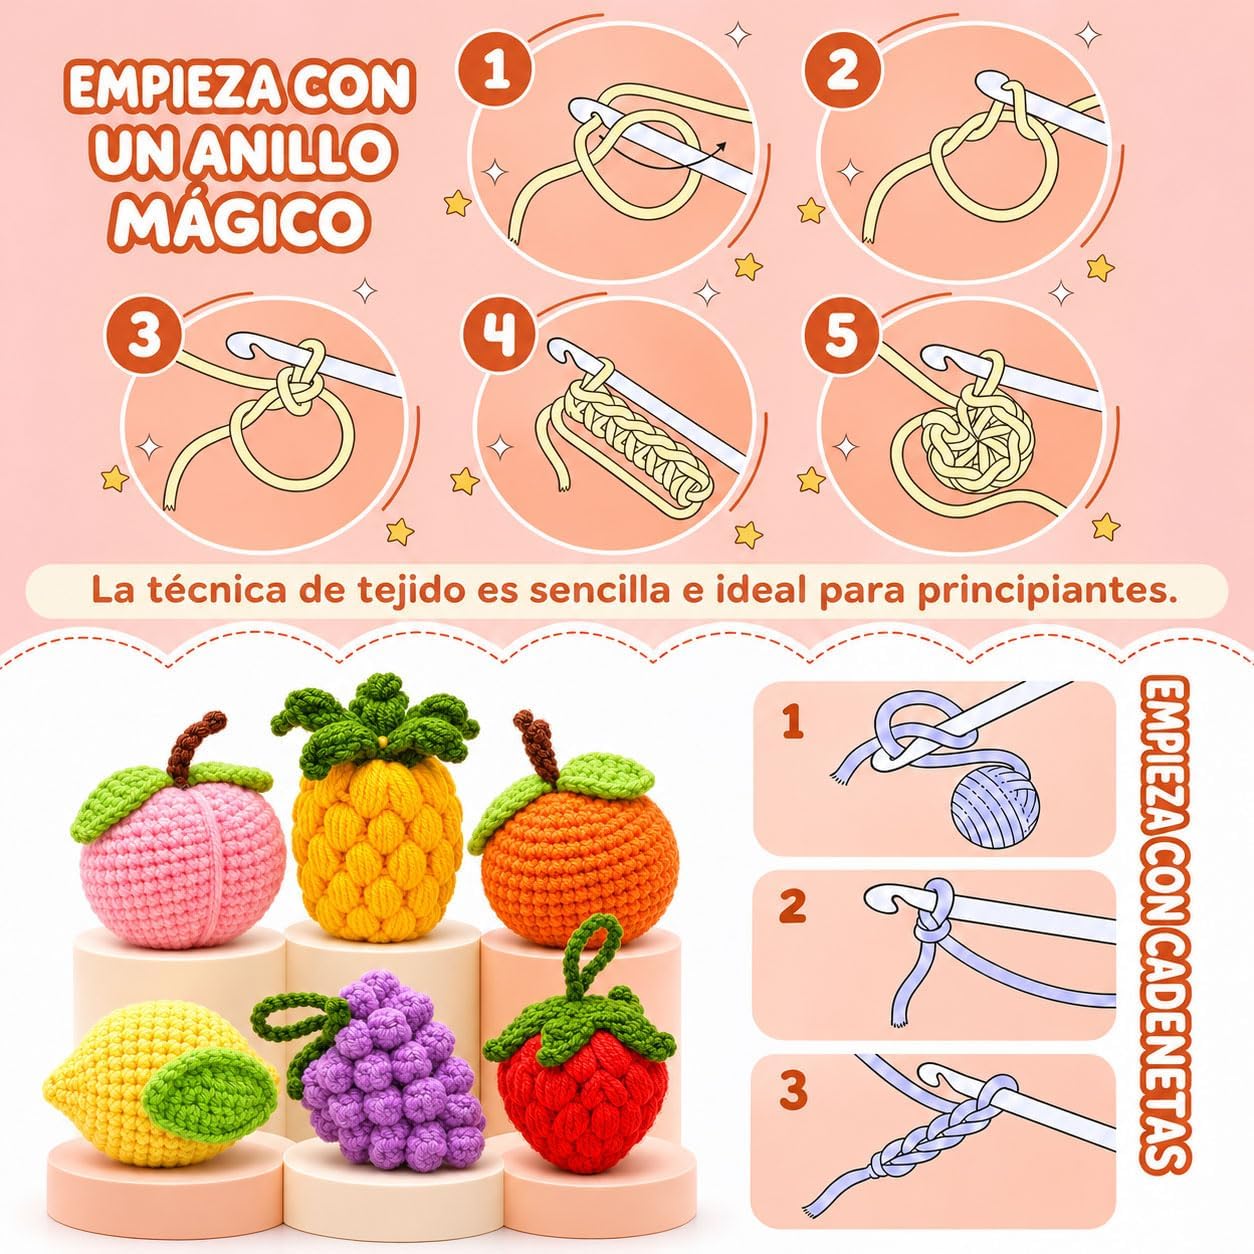 EMPIEZA CON
UN ANILLO
MÁGICO
1
2
3
4
5
La técnica de tejido es sencilla e ideal para principiantes.
1
2
3
EMPIEZA CON CADENETAS